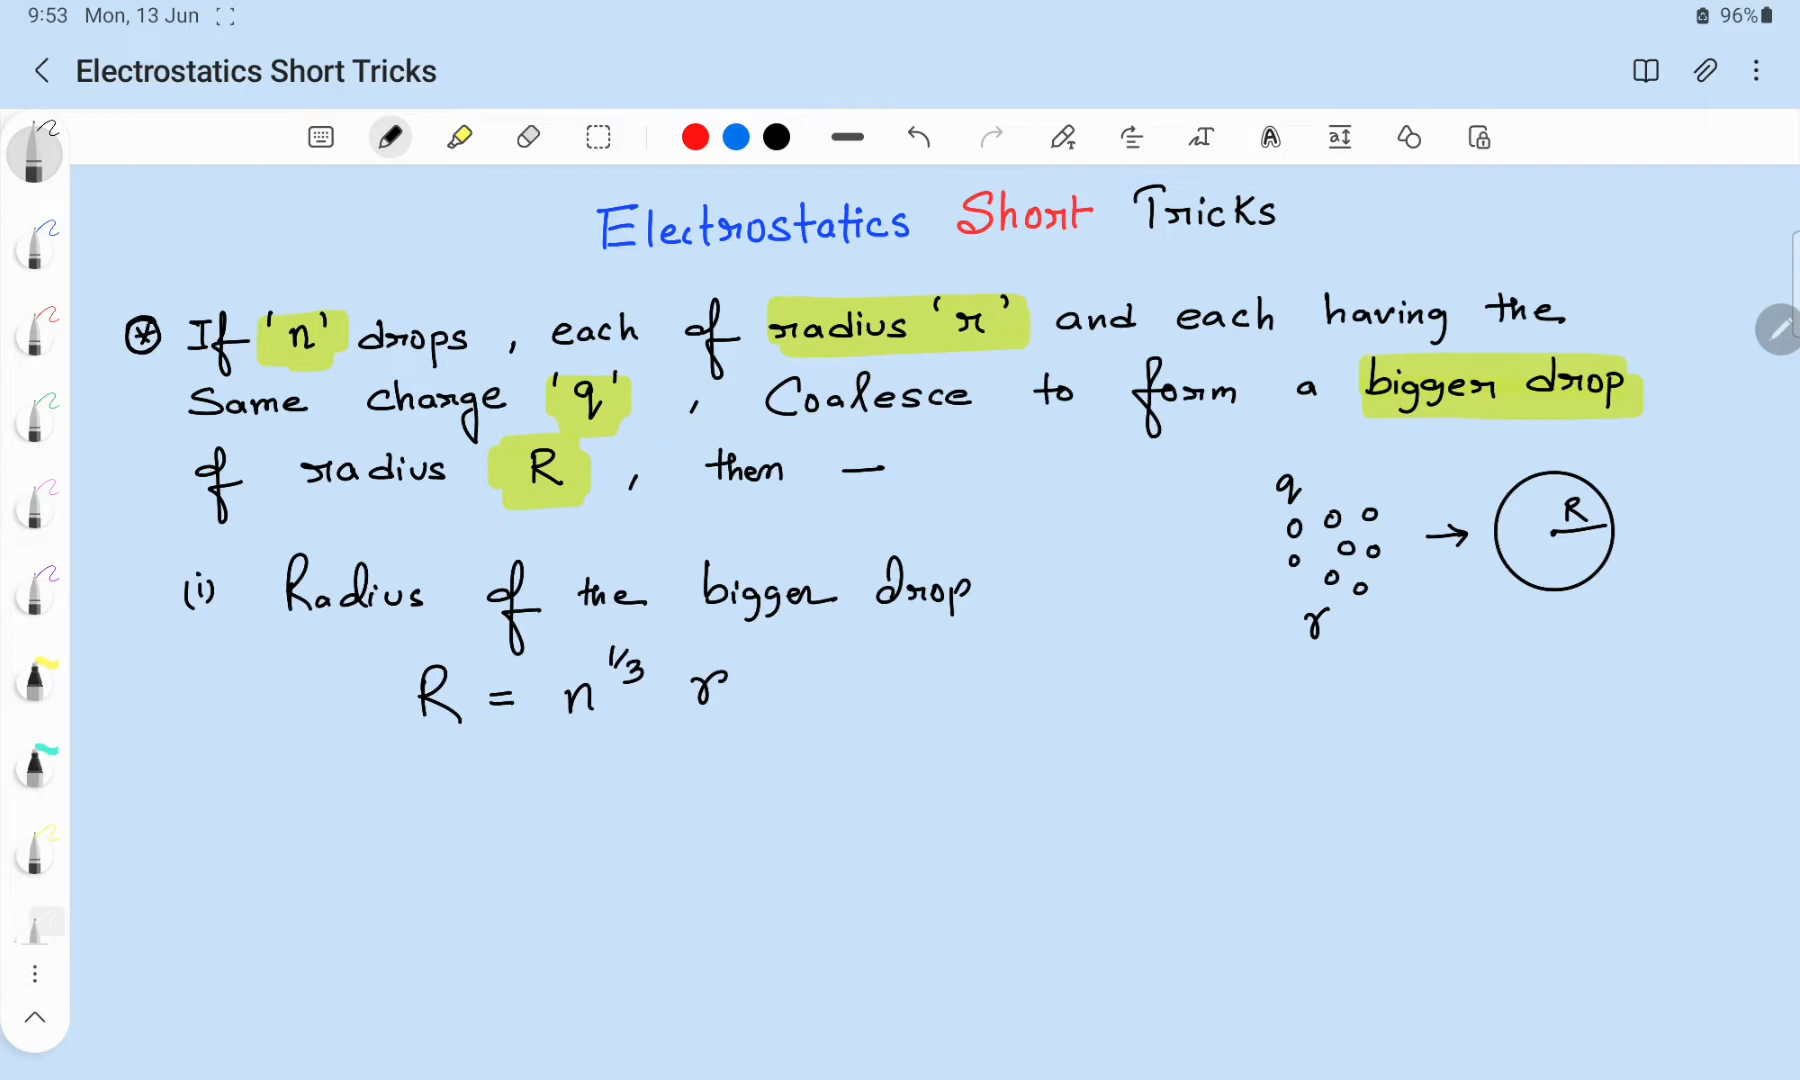 9:53 Mon, 13 Jun 96%
Electrostatics Short Tricks
Electrostatics Short Tricks
⊛ If 'n' drops, each of radius 'r' and each having the
Same charge 'q', Coalesce to form a bigger drop
of radius R, then —
q
R
r
(i) Radius of the bigger drop
R = n^1/3 r